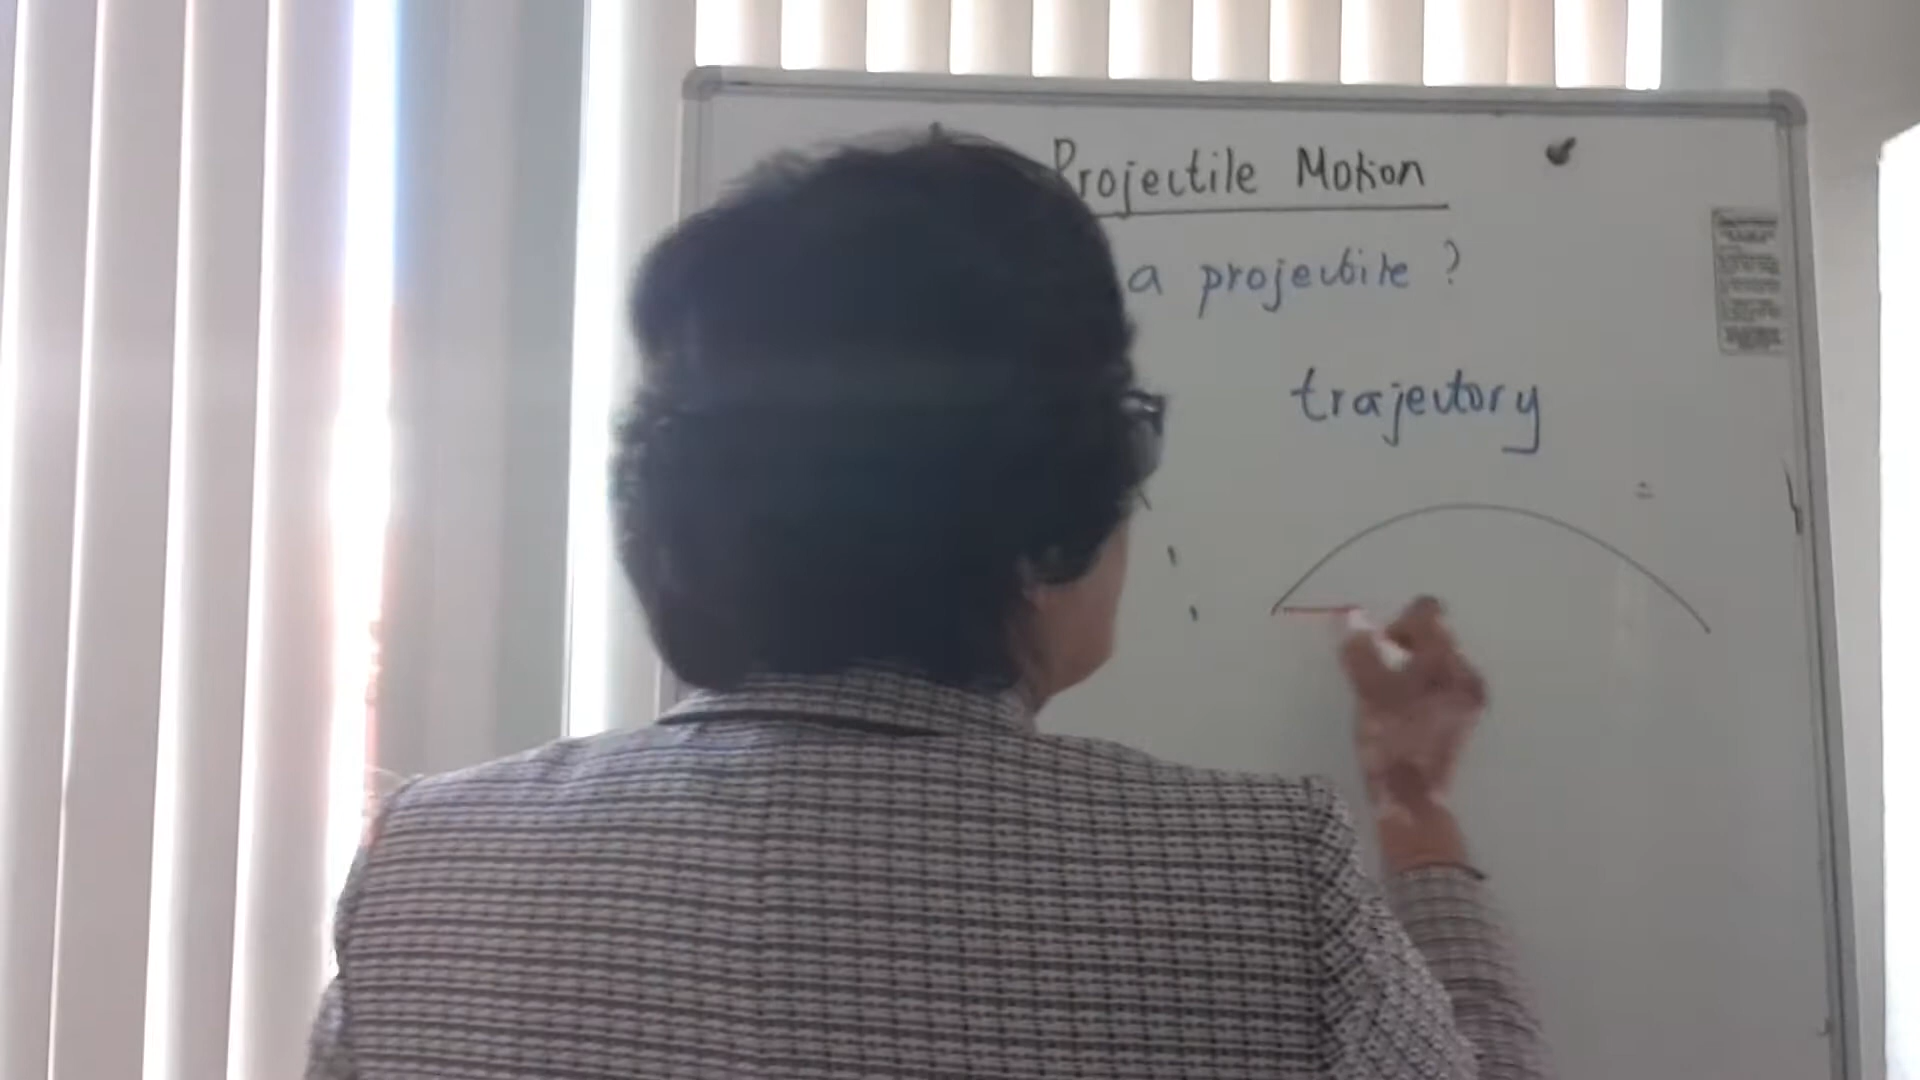 Projectile Motion
a projectile ?
trajectory